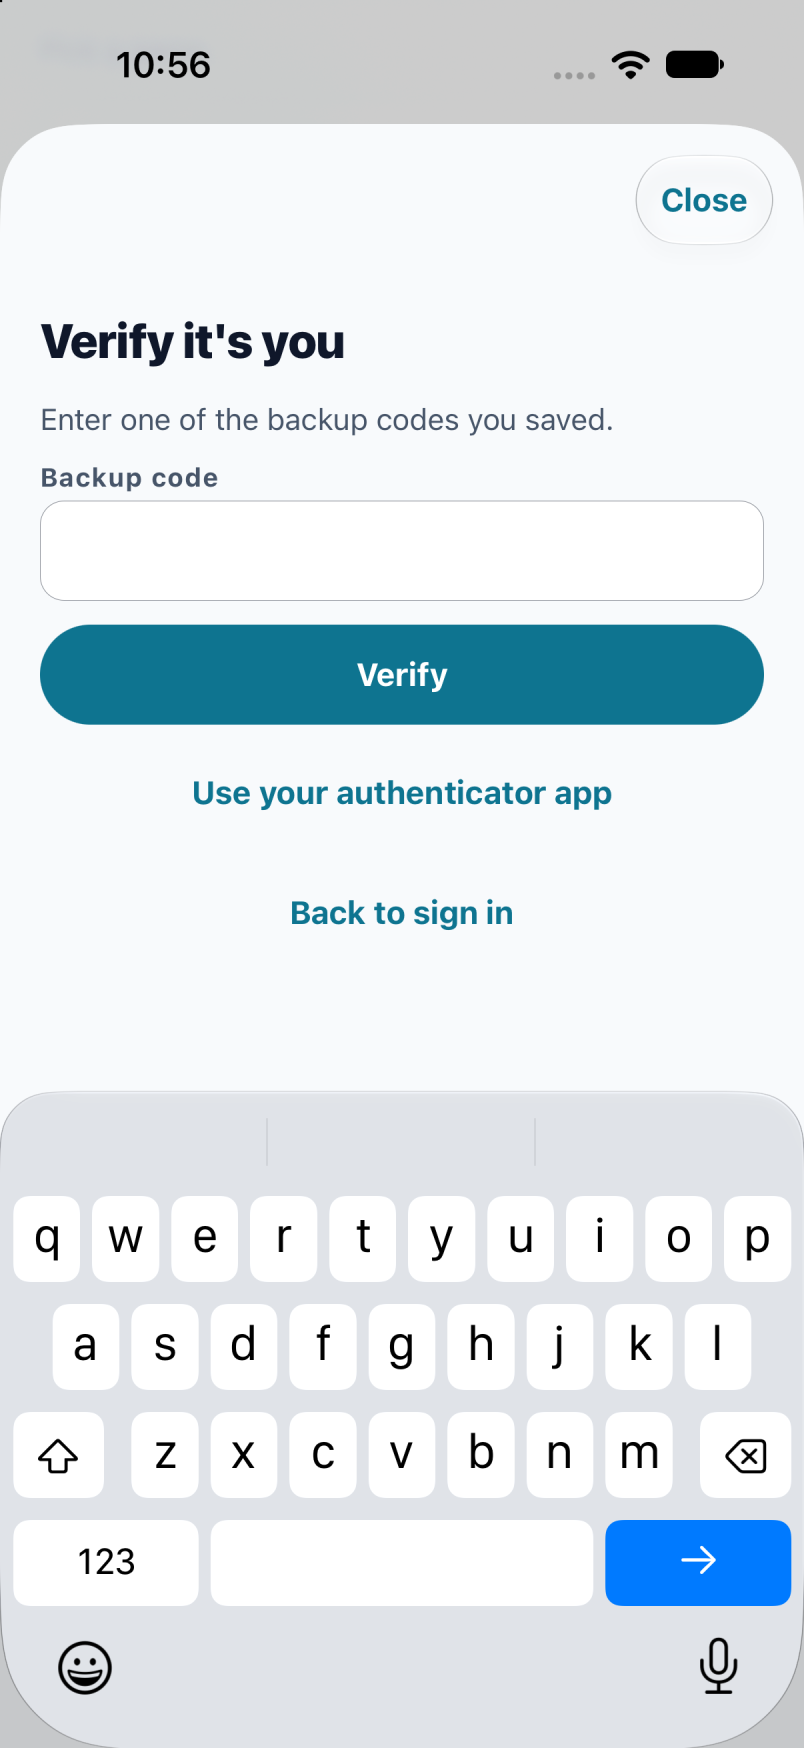 10:56
Close
Verify it's you
Enter one of the backup codes you saved.
Backup code
Verify
Use your authenticator app
Back to sign in
q w e r t y u i o p
a s d f g h j k l
z x c v b n m
123